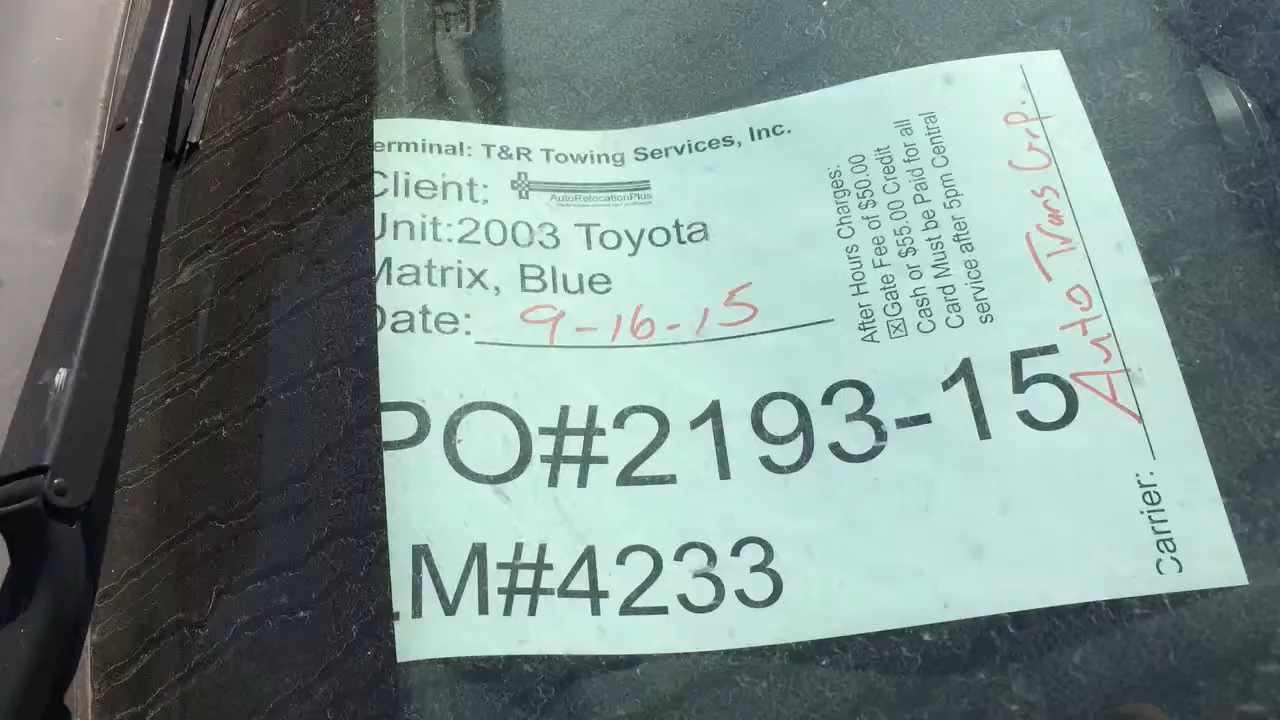 erminal: T&R Towing Services, Inc.
Client:
AutoRelocationPlus
Unit:2003 Toyota
Matrix, Blue
Date: 9-16-15
PO#2193-15
LM#4233
After Hours Charges:
☒Gate Fee of $50.00
Cash or $55.00 Credit
Card Must be Paid for all
service after 5pm Central
Carrier: Auto Trans Grp.